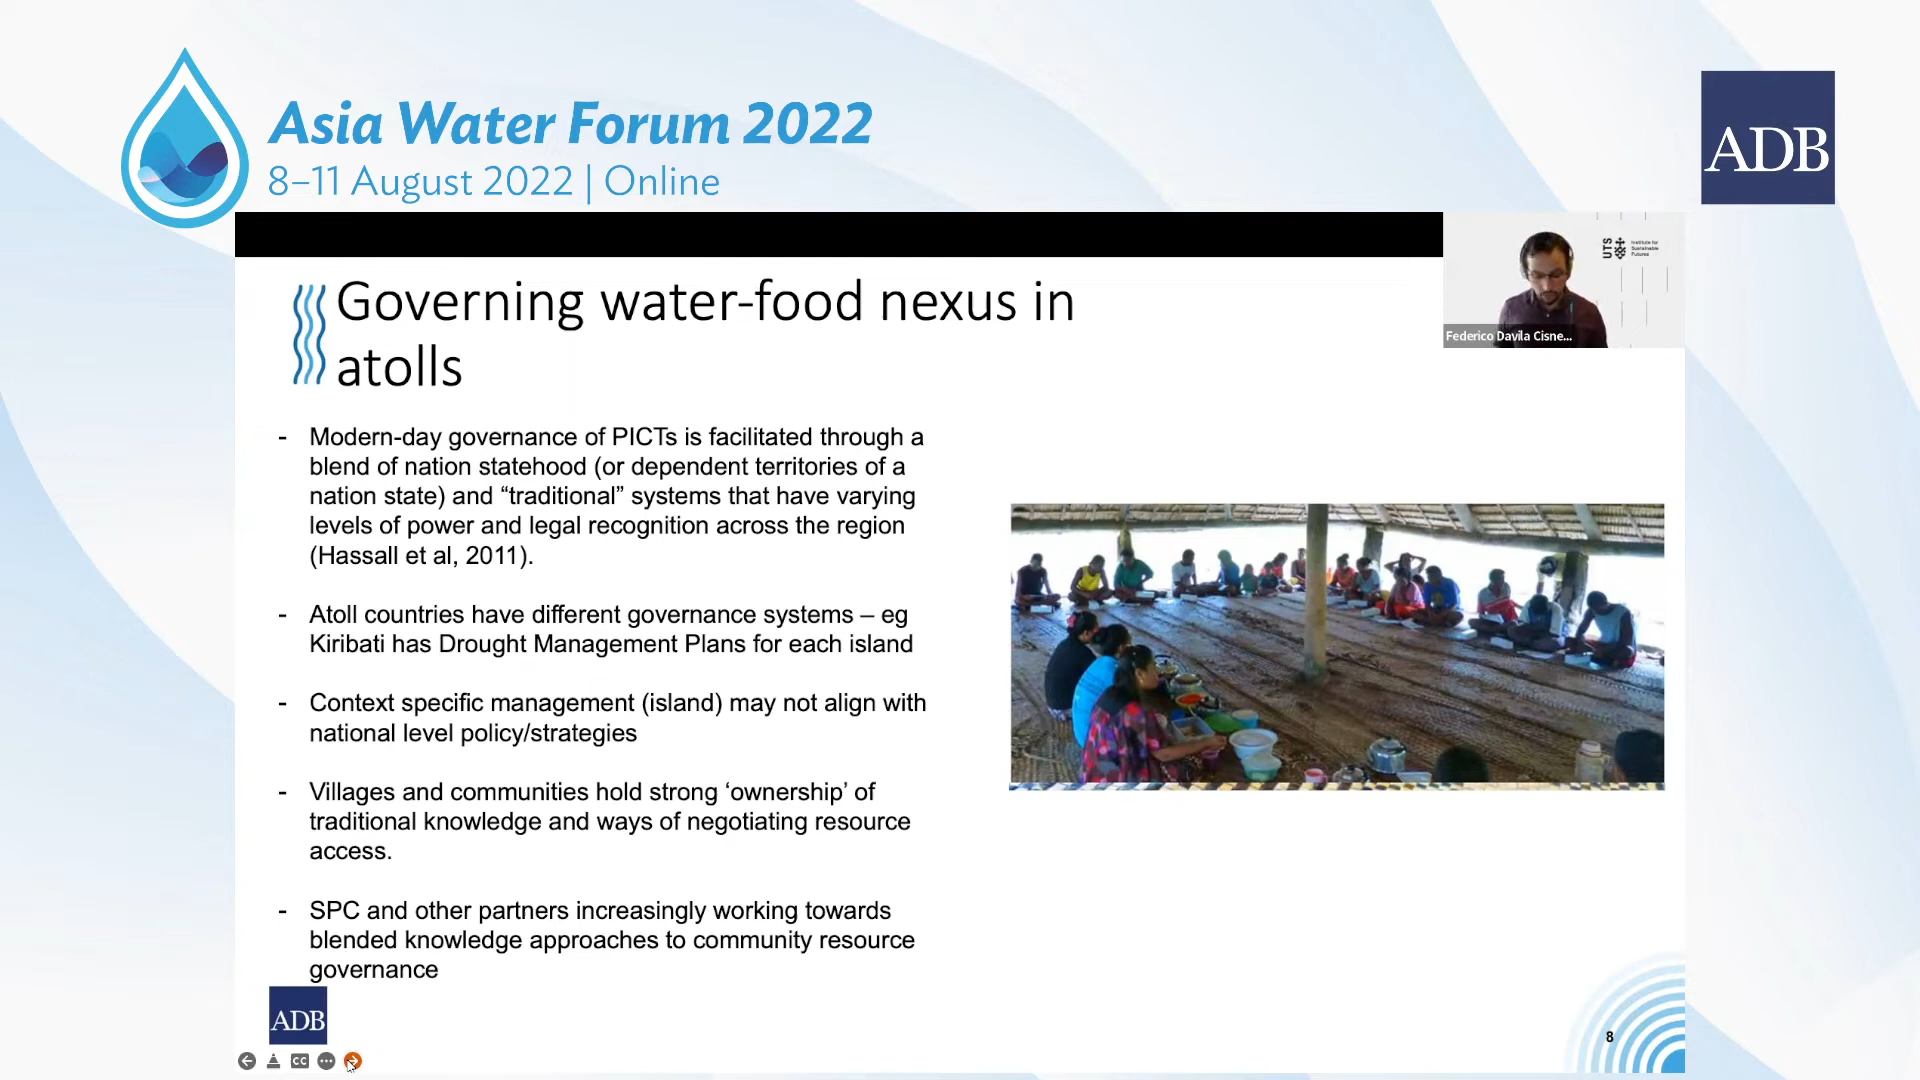 Asia Water Forum 2022
8–11 August 2022 | Online
ADB
UTS
Institute for
Sustainable
Futures
Federico Davila Cisne...
Governing water-food nexus in
atolls
- Modern-day governance of PICTs is facilitated through a
blend of nation statehood (or dependent territories of a
nation state) and “traditional” systems that have varying
levels of power and legal recognition across the region
(Hassall et al, 2011).
- Atoll countries have different governance systems – eg
Kiribati has Drought Management Plans for each island
- Context specific management (island) may not align with
national level policy/strategies
- Villages and communities hold strong ‘ownership’ of
traditional knowledge and ways of negotiating resource
access.
- SPC and other partners increasingly working towards
blended knowledge approaches to community resource
governance
ADB
8
CC